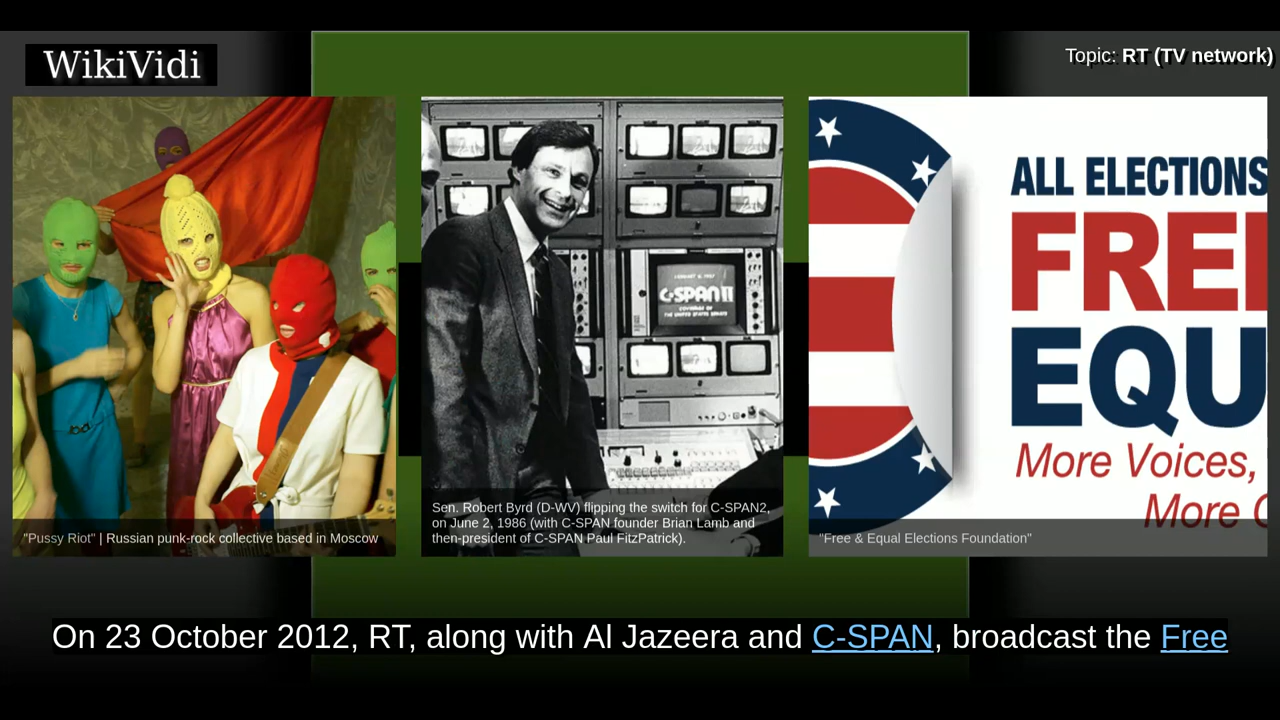 WikiVidi
Topic: RT (TV network)
C-SPAN II
ALL ELECTIONS
FREE
EQU
More Voices,
More C
"Pussy Riot" | Russian punk-rock collective based in Moscow
Sen. Robert Byrd (D-WV) flipping the switch for C-SPAN2,
on June 2, 1986 (with C-SPAN founder Brian Lamb and
then-president of C-SPAN Paul FitzPatrick).
"Free & Equal Elections Foundation"
On 23 October 2012, RT, along with Al Jazeera and C-SPAN, broadcast the Free